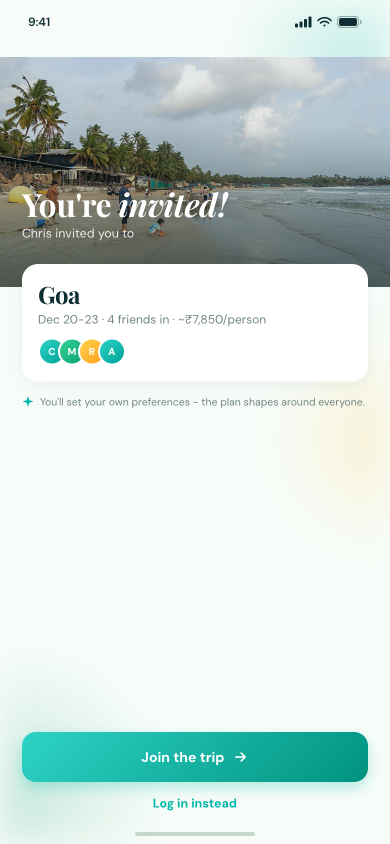 9:41
You're invited!
Chris invited you to
Goa
Dec 20–23 · 4 friends in · ~₹7,850/person
C M R A
You'll set your own preferences – the plan shapes around everyone.
Join the trip →
Log in instead